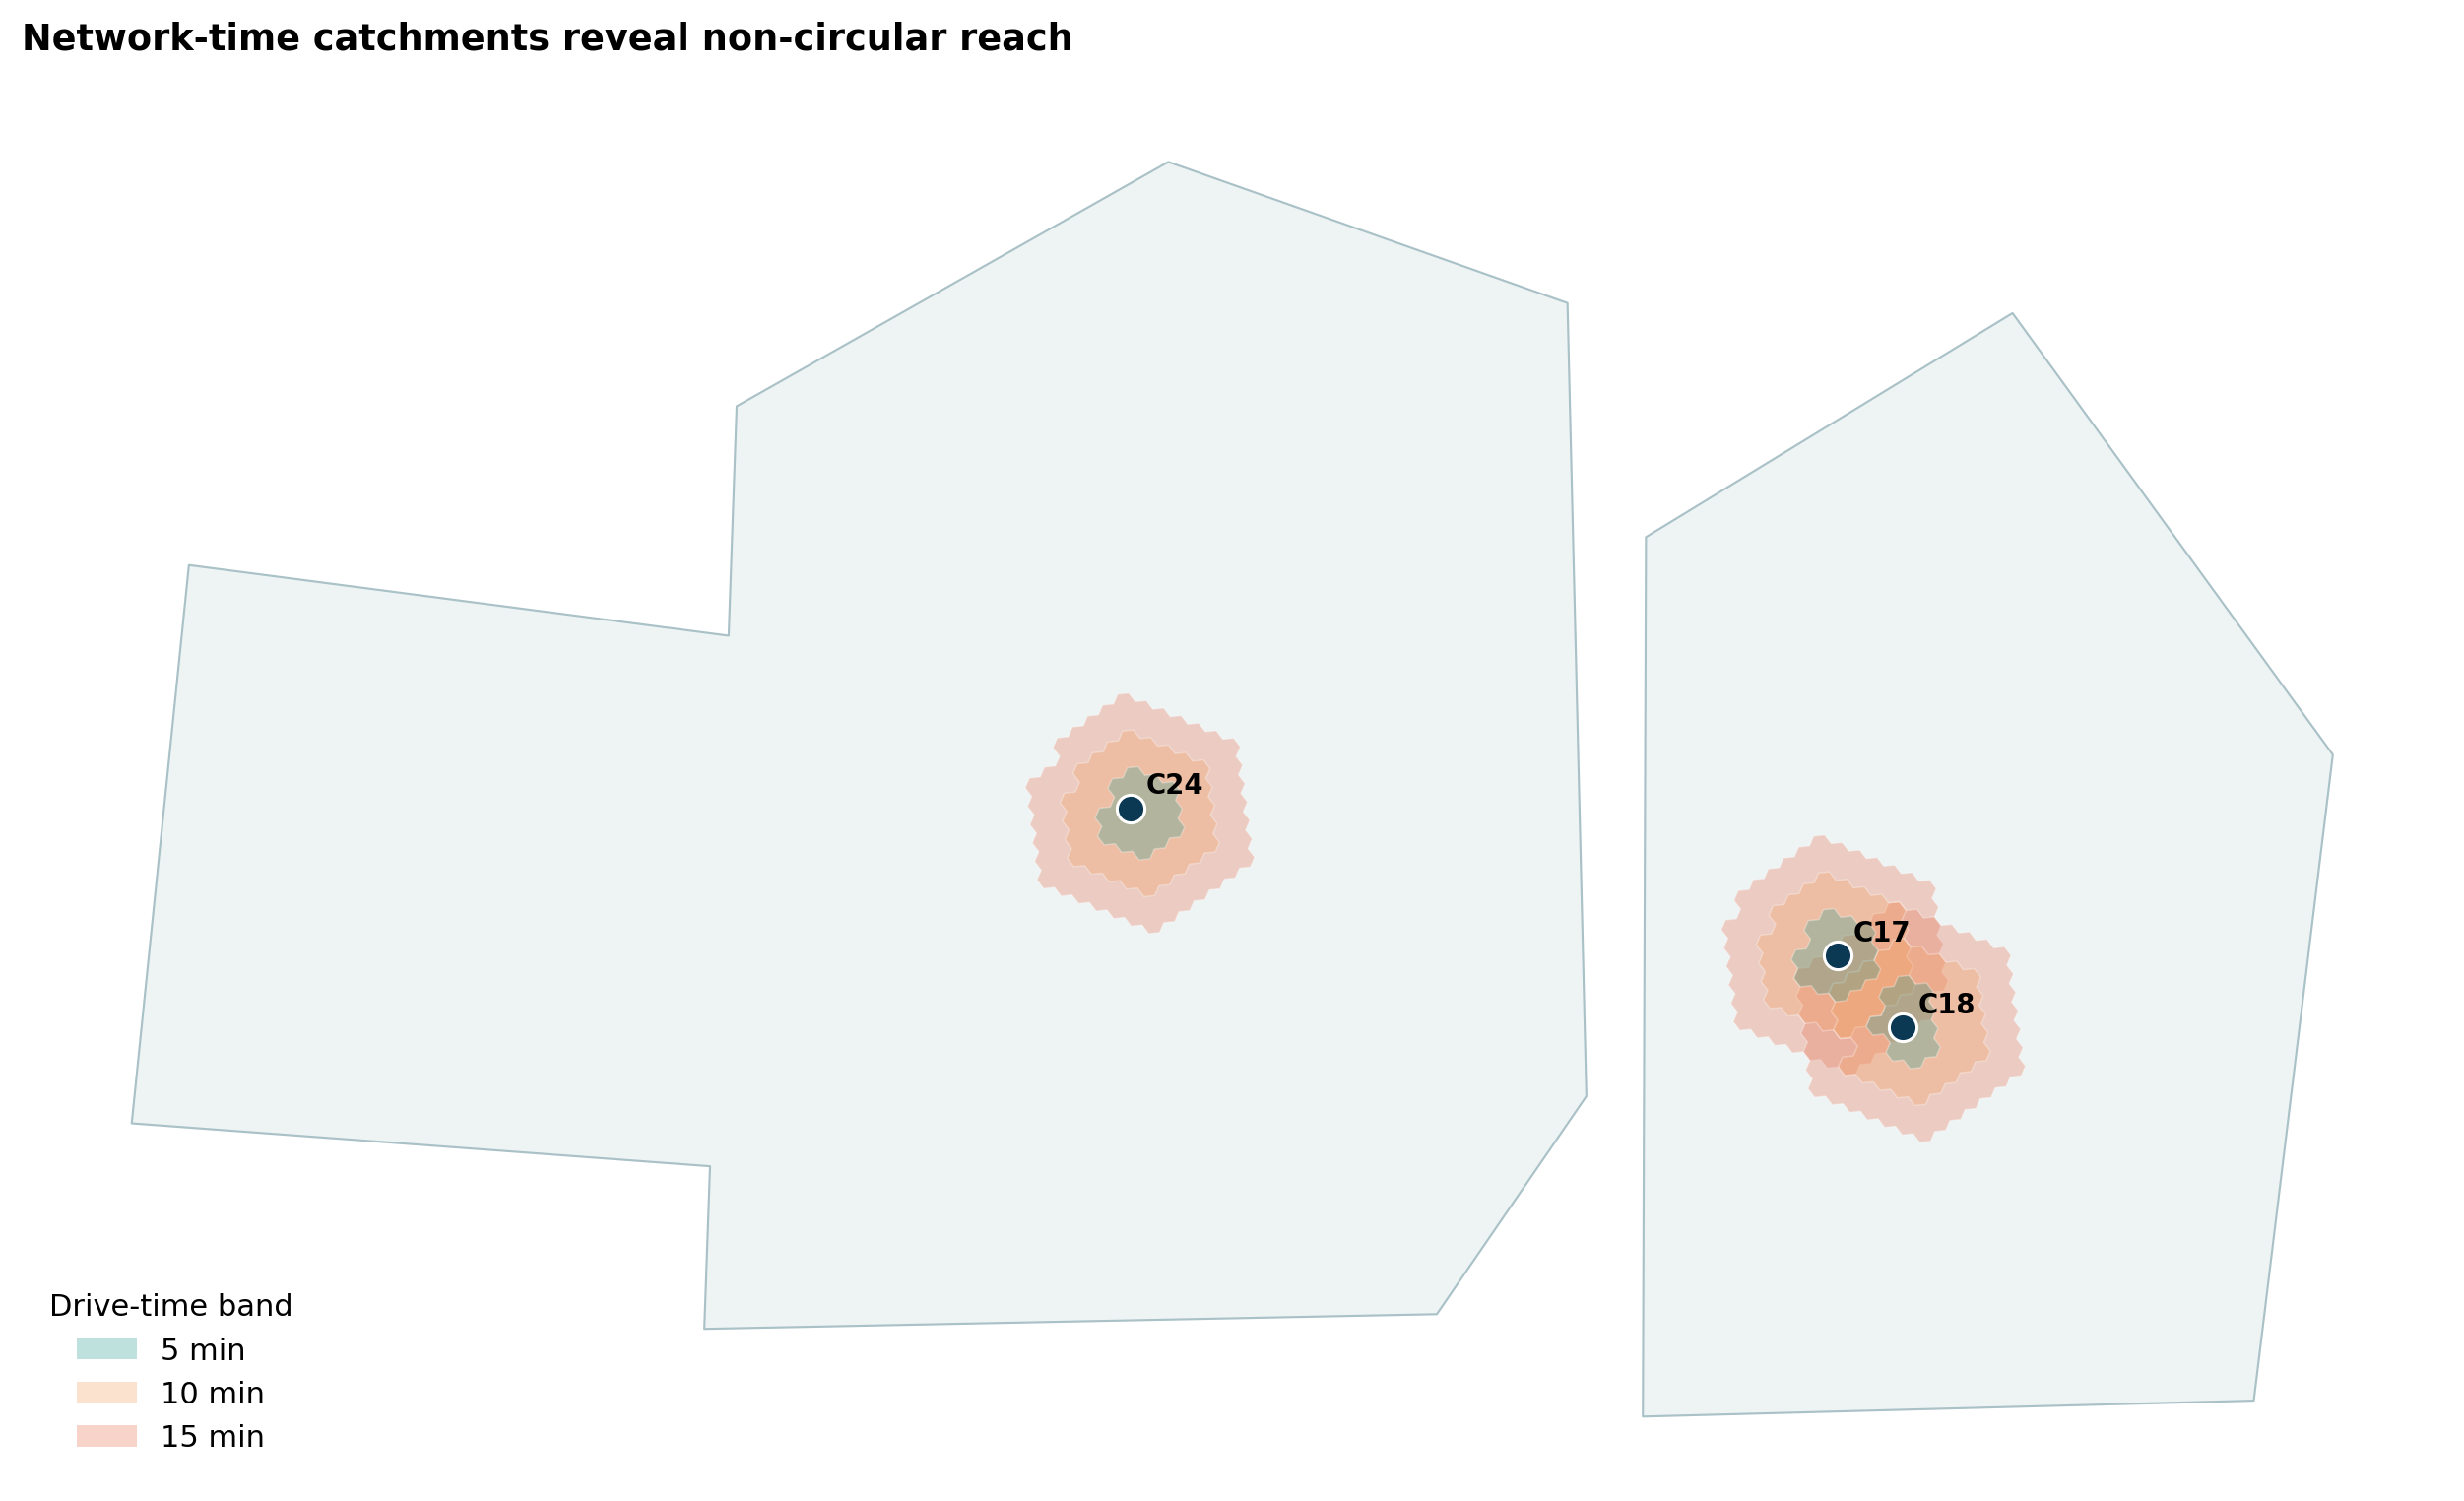 Network-time catchments reveal non-circular reach
C24
C17
C18
Drive-time band
5 min
10 min
15 min